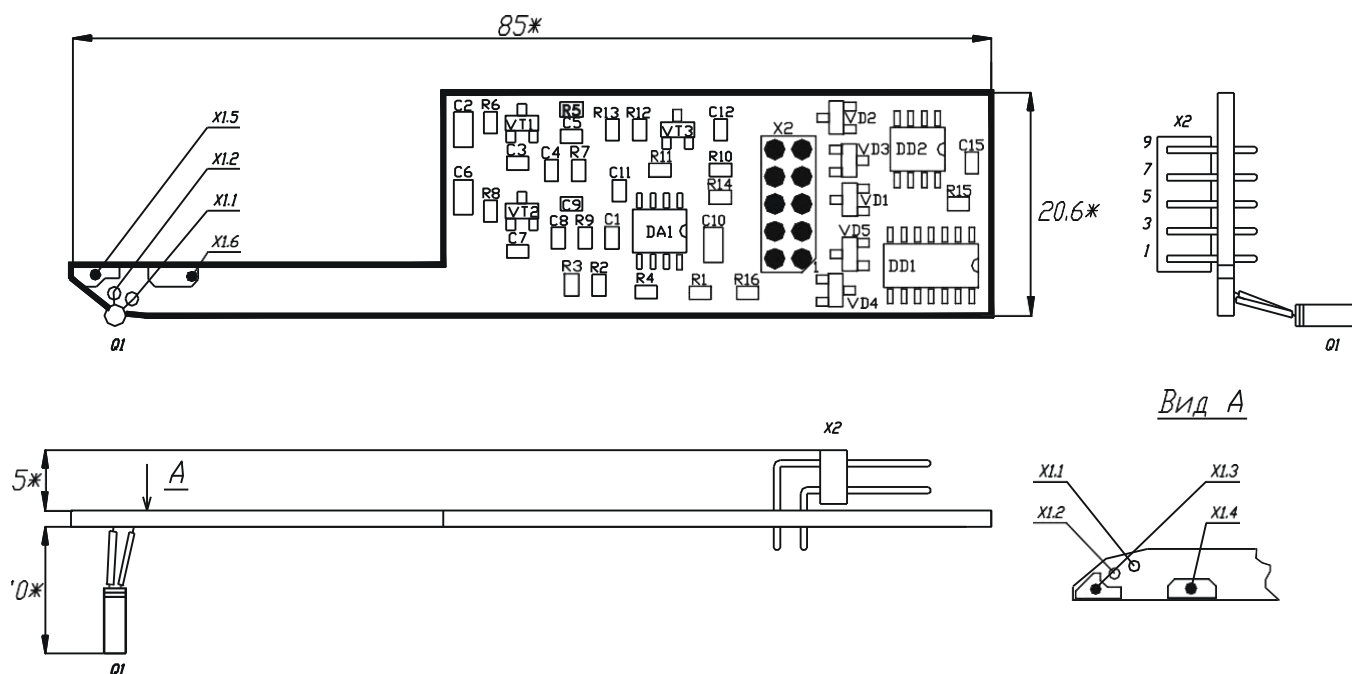 85*
X1.5
X1.2
X1.1
X1.6
Q1
C2 R6 VT1 R5 C5 R13 R12 VT3 C12
C3 C4 R7 R11 R10
C6 R8 VT2 C9 C11 R14
C7 C8 R9 C1 DA1 C10
R3 R2 R4 R1 R16
X2
1
VD2
VD3
VD1
VD5
VD4
DD2
C15
R15
DD1
20,6*
X2
9
7
5
3
1
Q1
5*
A
X2
0*
Q1
Вид А
X1.1
X1.3
X1.2
X1.4